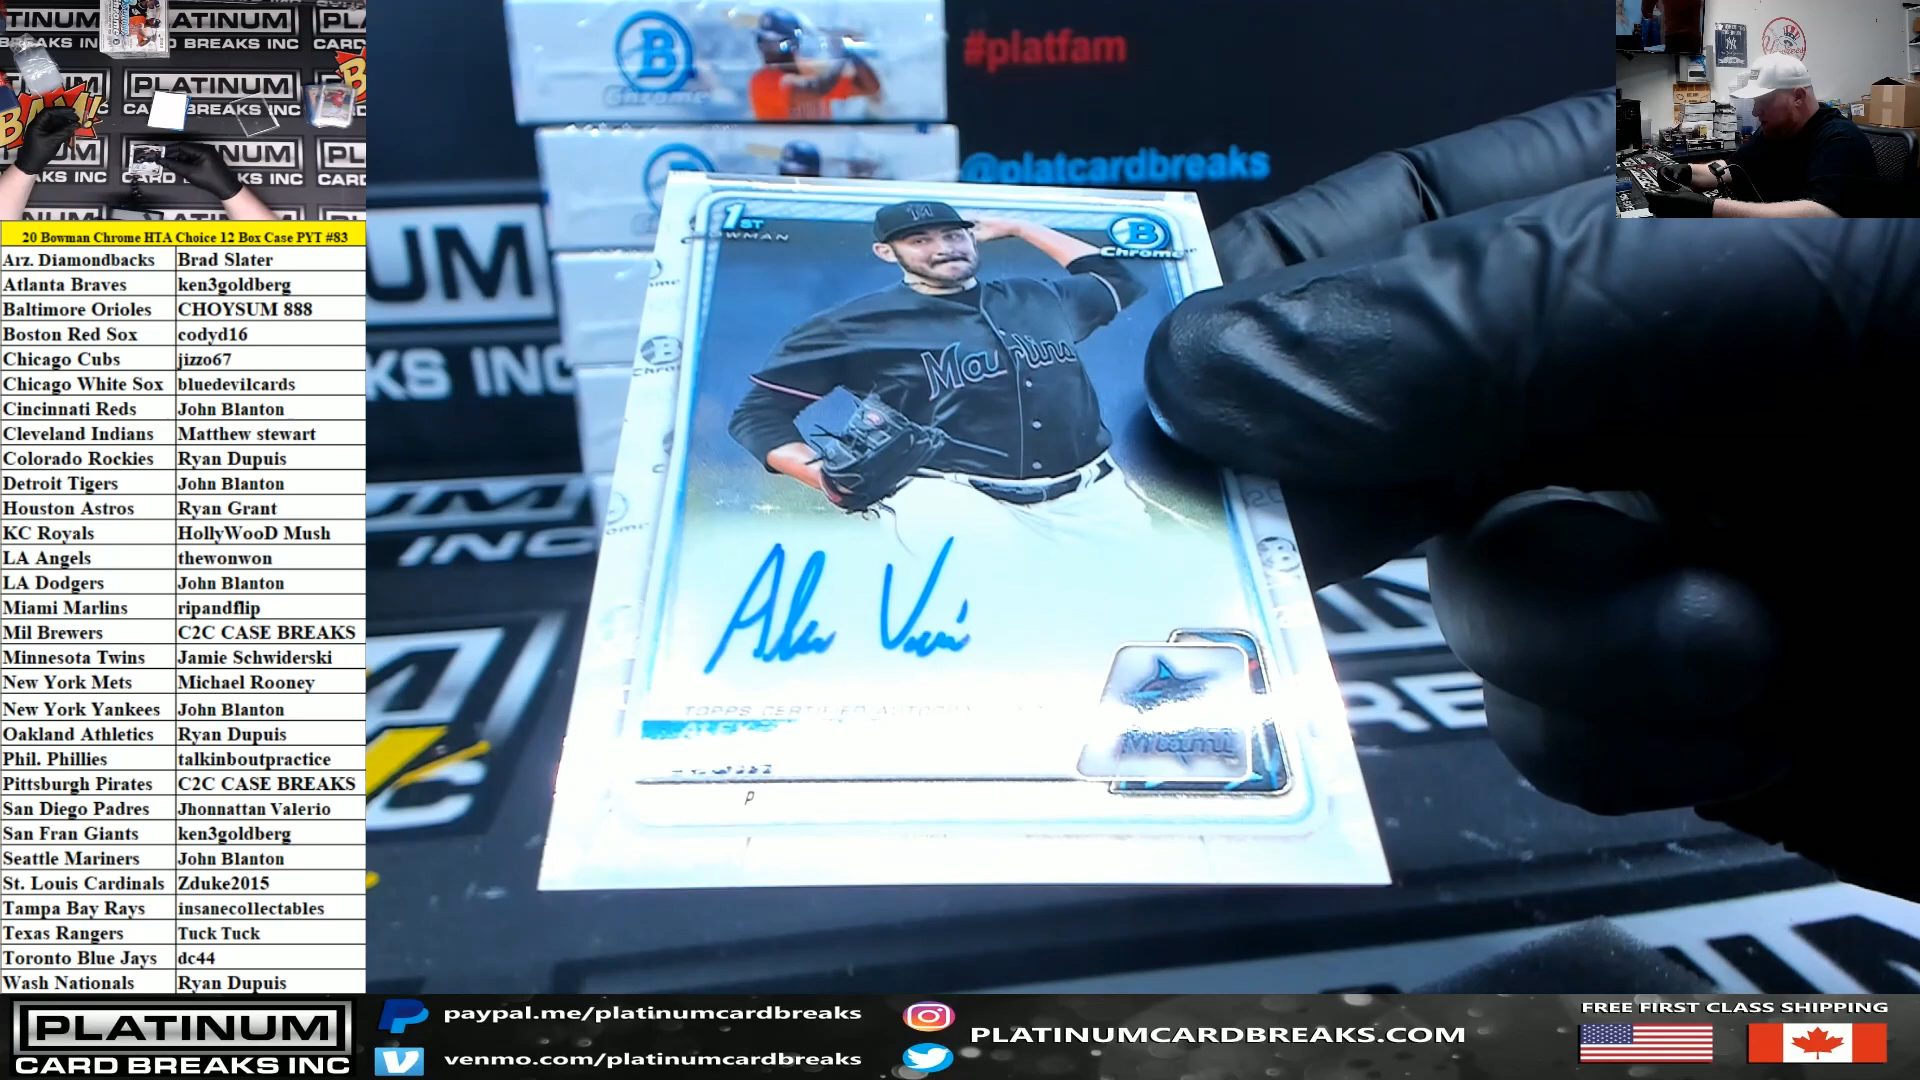 PLATINUM
CARD BREAKS INC
BAM!
#platfam
@platcardbreaks
B
Chrome
1ST
BOWMAN
B
Chrome
Marlins
TOPPS CERTIFIED
Miami
P
20 Bowman Chrome HTA Choice 12 Box Case PYT #83
Arz. Diamondbacks Brad Slater
Atlanta Braves ken3goldberg
Baltimore Orioles CHOYSUM 888
Boston Red Sox codyd16
Chicago Cubs jizzo67
Chicago White Sox bluedevilcards
Cincinnati Reds John Blanton
Cleveland Indians Matthew stewart
Colorado Rockies Ryan Dupuis
Detroit Tigers John Blanton
Houston Astros Ryan Grant
KC Royals HollyWooD Mush
LA Angels thewonwon
LA Dodgers John Blanton
Miami Marlins ripandflip
Mil Brewers C2C CASE BREAKS
Minnesota Twins Jamie Schwiderski
New York Mets Michael Rooney
New York Yankees John Blanton
Oakland Athletics Ryan Dupuis
Phil. Phillies talkinboutpractice
Pittsburgh Pirates C2C CASE BREAKS
San Diego Padres Jhonnattan Valerio
San Fran Giants ken3goldberg
Seattle Mariners John Blanton
St. Louis Cardinals Zduke2015
Tampa Bay Rays insanecollectables
Texas Rangers Tuck Tuck
Toronto Blue Jays dc44
Wash Nationals Ryan Dupuis
PLATINUM
CARD BREAKS INC
paypal.me/platinumcardbreaks
venmo.com/platinumcardbreaks
PLATINUMCARDBREAKS.COM
FREE FIRST CLASS SHIPPING